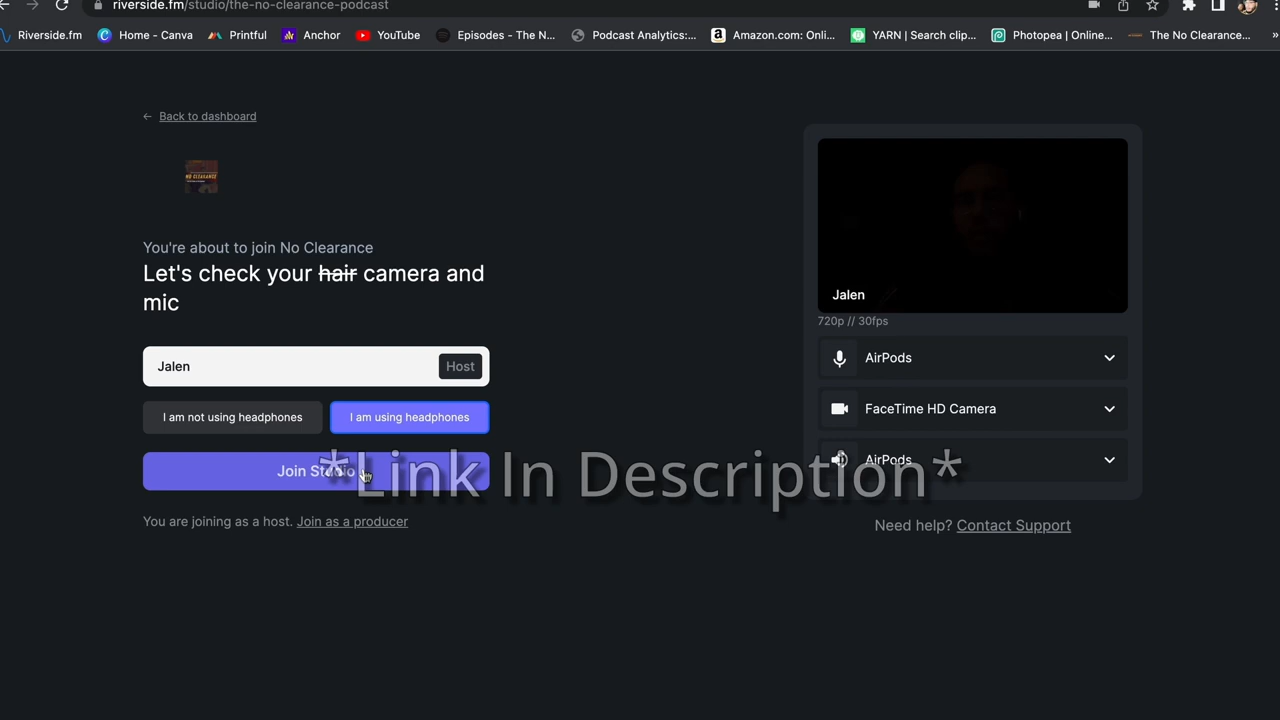 riverside.fm/studio/the-no-clearance-podcast
Riverside.fm
Home - Canva
Printful
Anchor
YouTube
Episodes - The N...
Podcast Analytics:...
Amazon.com: Onli...
YARN | Search clip...
Photopea | Online...
The No Clearance...
»
← Back to dashboard
NO CLEARANCE
You're about to join No Clearance
Let's check your hair camera and
mic
Jalen
Host
I am not using headphones
I am using headphones
Join Studio
You are joining as a host. Join as a producer
Jalen
720p // 30fps
AirPods
FaceTime HD Camera
AirPods
*Link In Description*
Need help? Contact Support